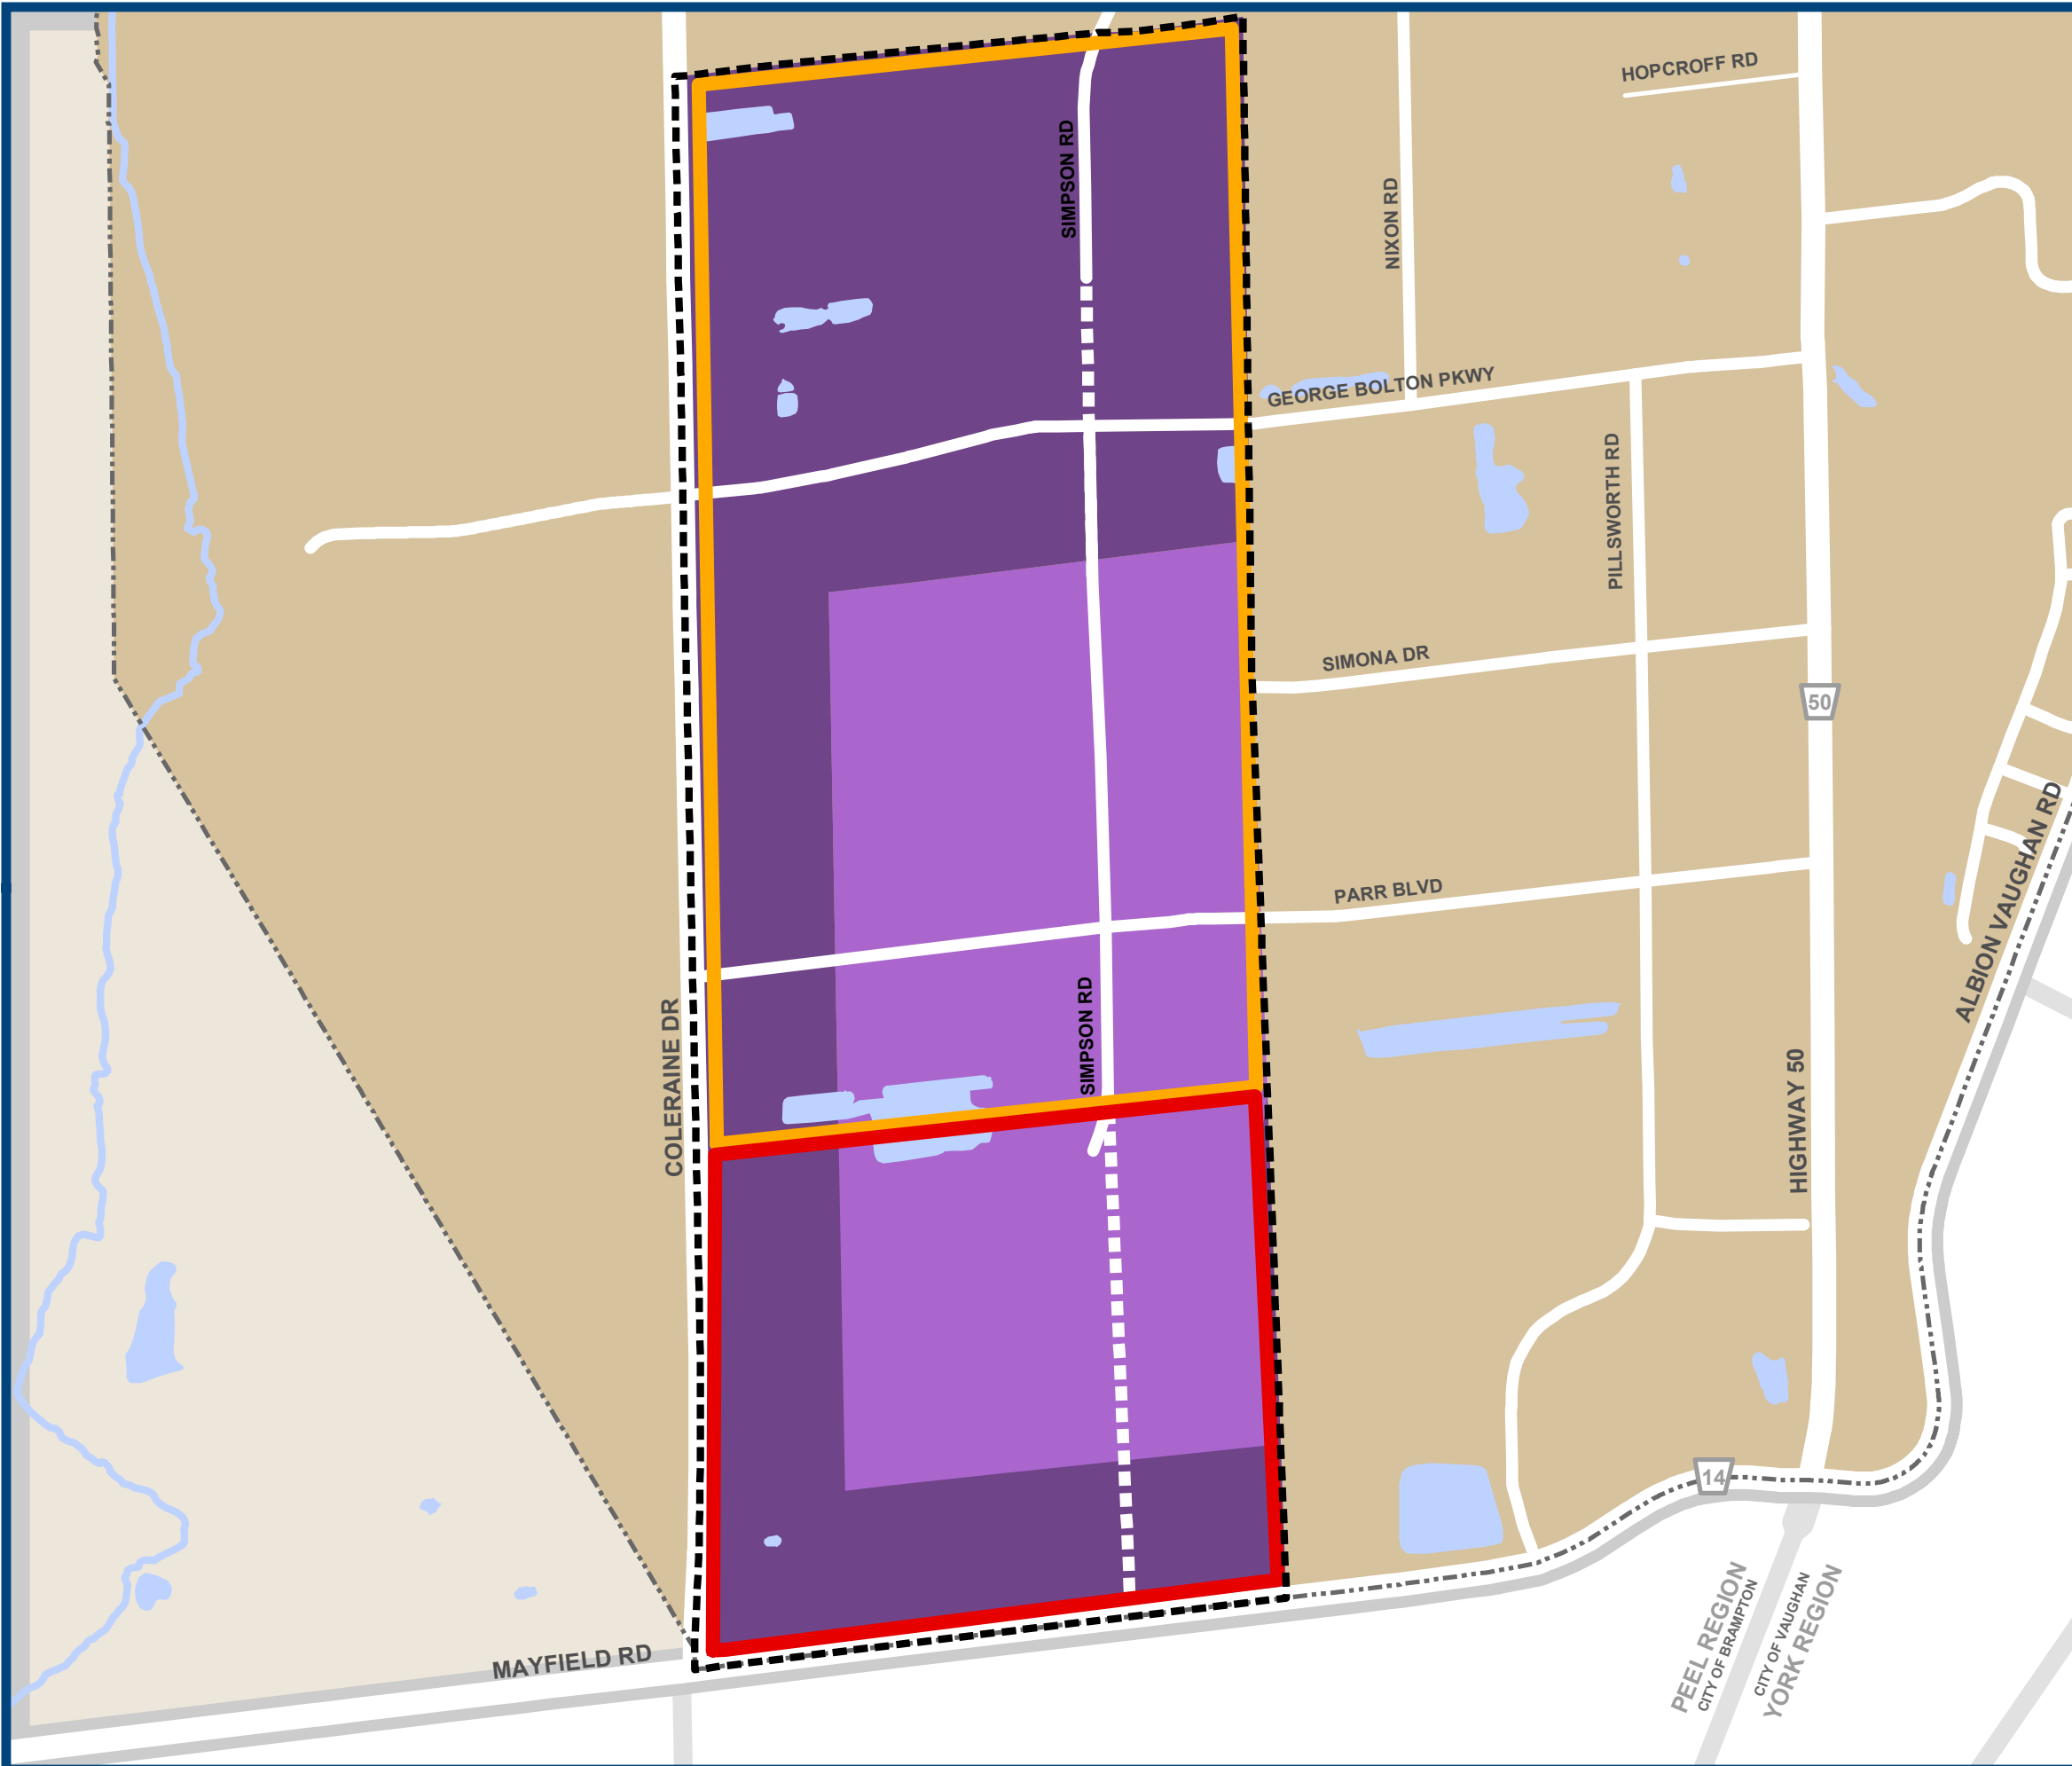 HOPCROFF RD
SIMPSON RD
NIXON RD
GEORGE BOLTON PKWY
PILLSWORTH RD
SIMONA DR
50
ALBION VAUGHAN RD
PARR BLVD
SIMPSON RD
COLERAINE DR
HIGHWAY 50
14
MAYFIELD RD
PEEL REGION
CITY OF BRAMPTON
CITY OF VAUGHAN
YORK REGION